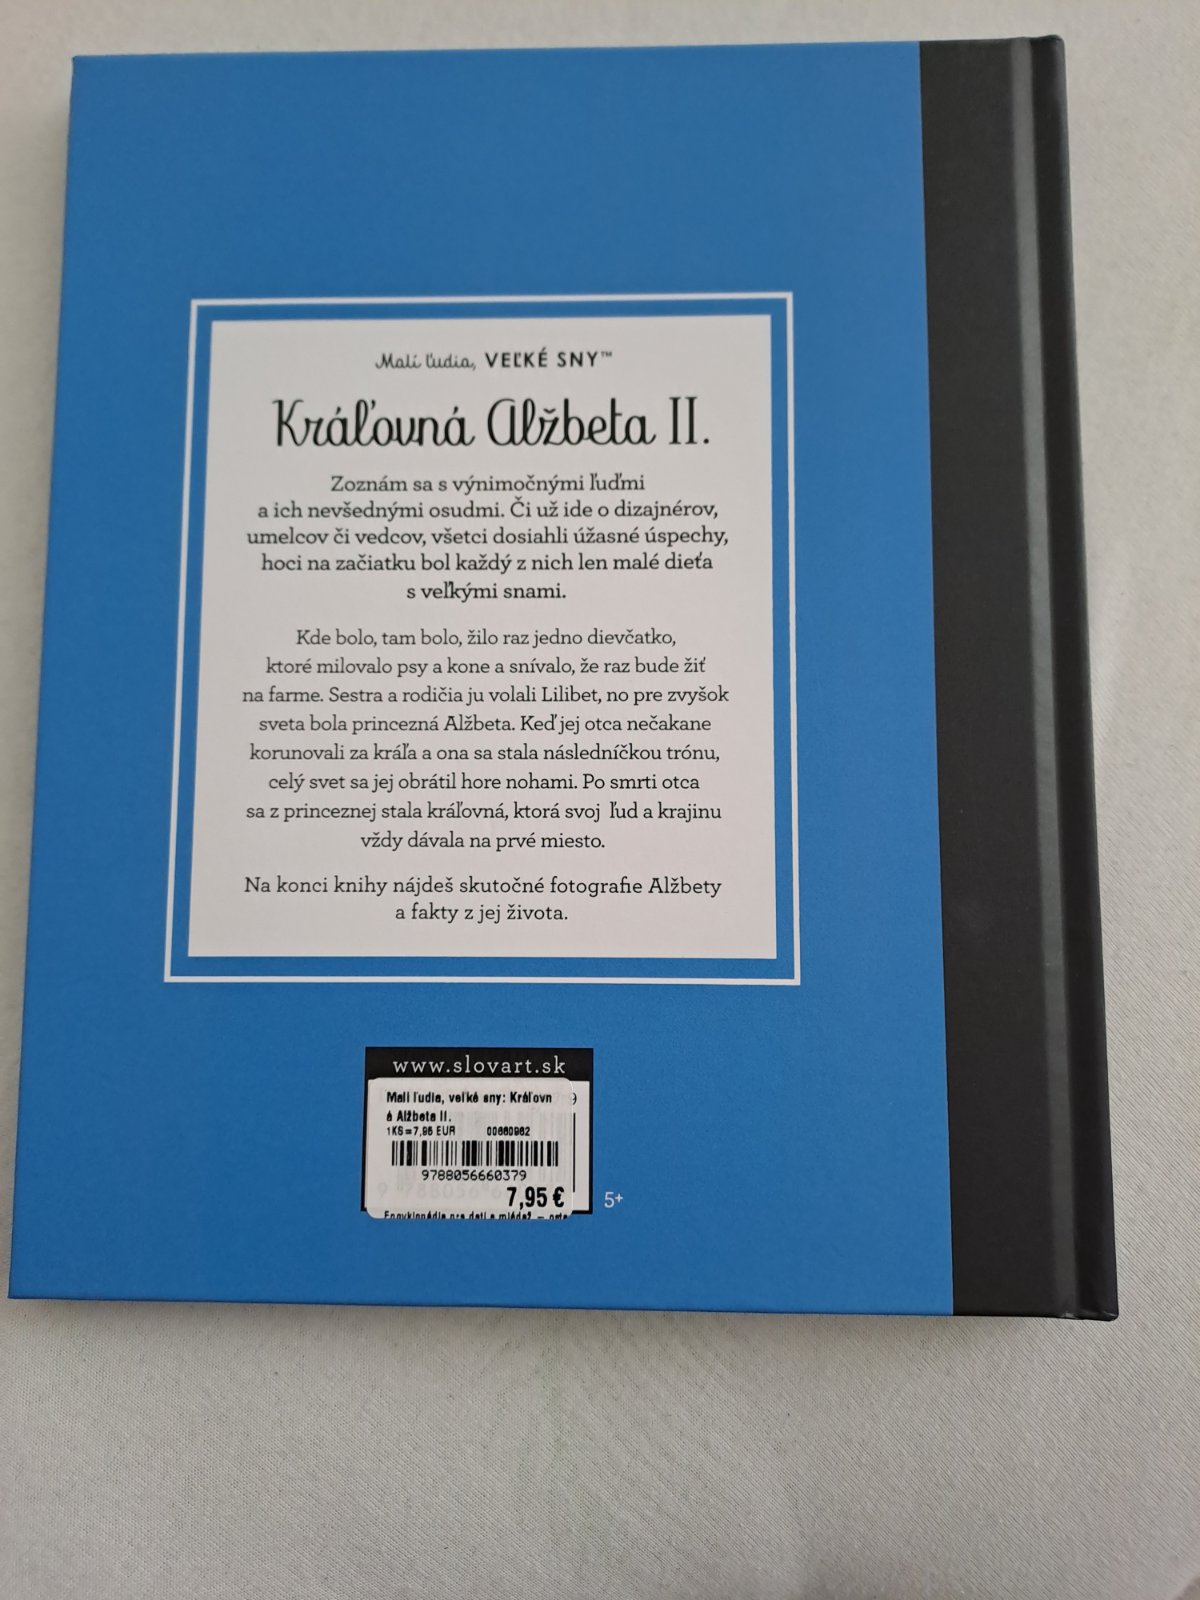 Malí ľudia, VEĽKÉ SNY™
Kráľovná Alžbeta II.
Zoznám sa s výnimočnými ľuďmi
a ich nevšednými osudmi. Či už ide o dizajnérov,
umelcov či vedcov, všetci dosiahli úžasné úspechy,
hoci na začiatku bol každý z nich len malé dieťa
s veľkými snami.
Kde bolo, tam bolo, žilo raz jedno dievčatko,
ktoré milovalo psy a kone a snívalo, že raz bude žiť
na farme. Sestra a rodičia ju volali Lilibet, no pre zvyšok
sveta bola princezná Alžbeta. Keď jej otca nečakane
korunovali za kráľa a ona sa stala následníčkou trónu,
celý svet sa jej obrátil hore nohami. Po smrti otca
sa z princeznej stala kráľovná, ktorá svoj ľud a krajinu
vždy dávala na prvé miesto.
Na konci knihy nájdeš skutočné fotografie Alžbety
a fakty z jej života.
www.slovart.sk
Malí ľudia, veľké sny: Kráľovn
á Alžbeta II.
1KS=7,95 EUR 00660962
9788056660379
7,95 €
Encyklopédie pre deti a mládež –
5+